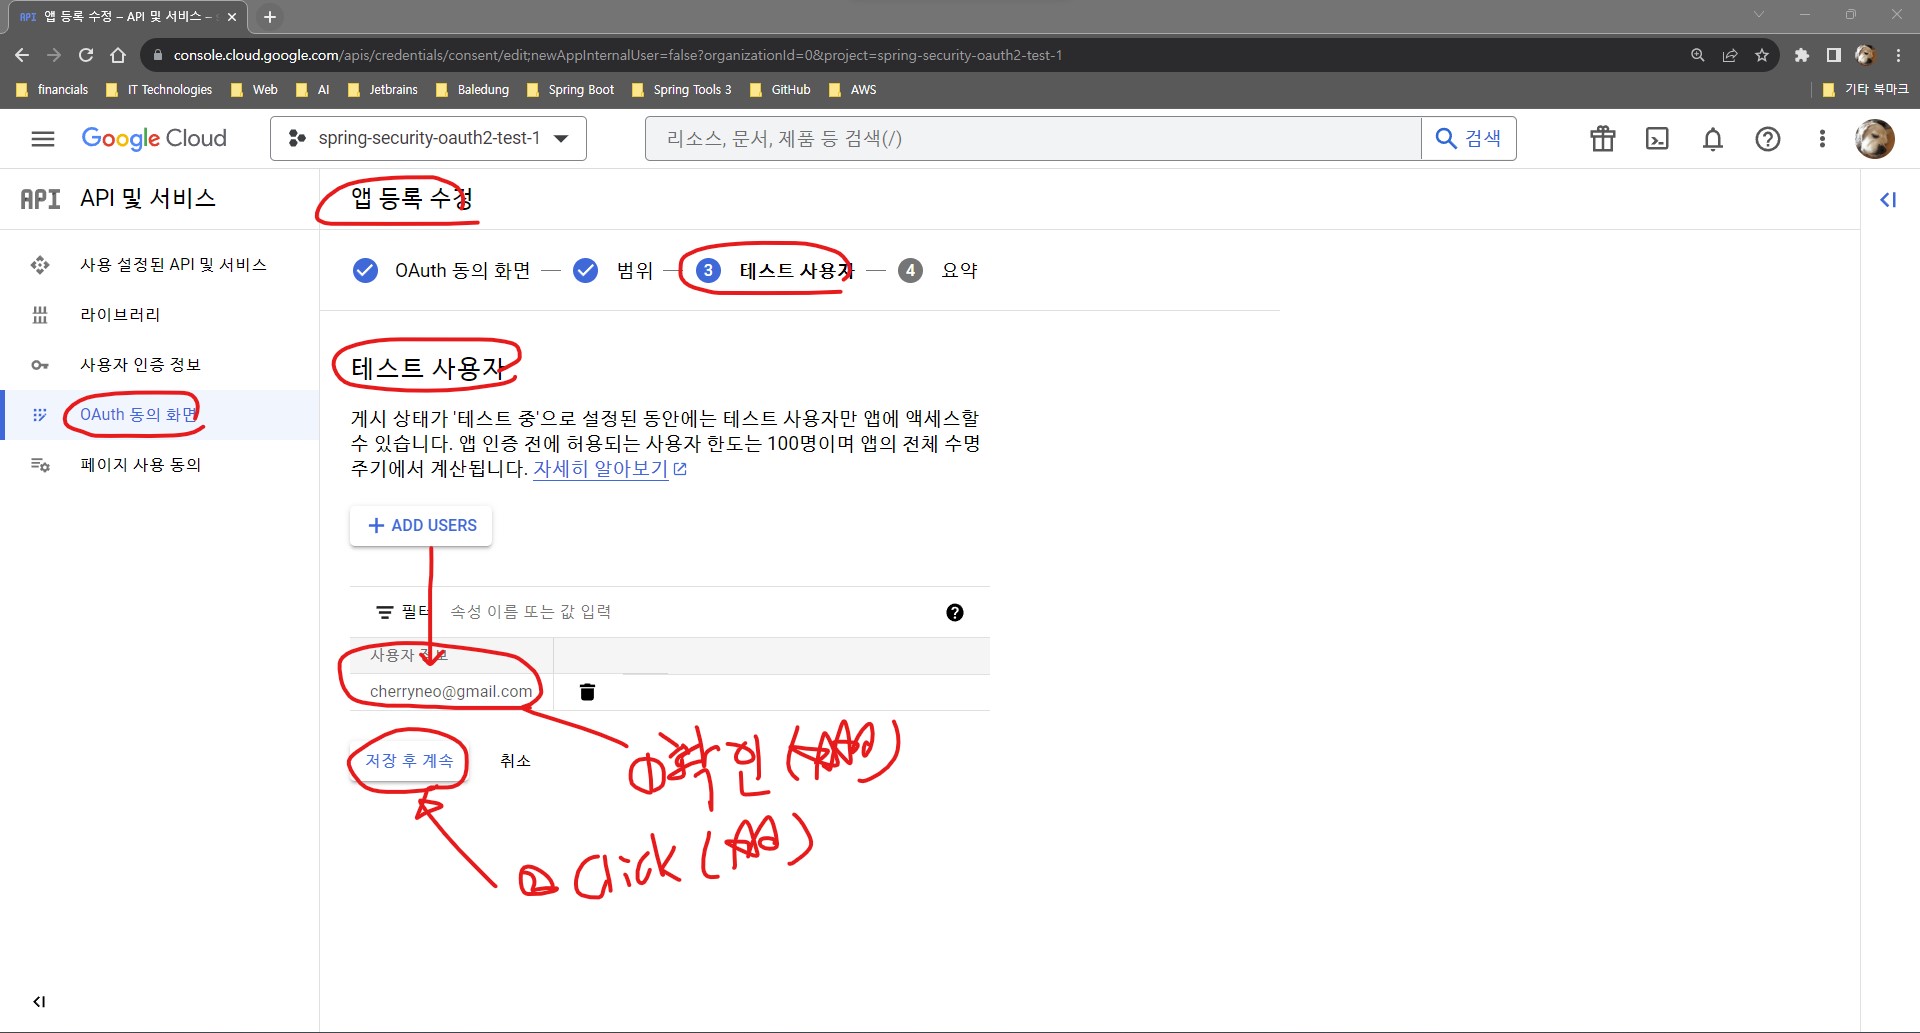 API 앱 등록 수정 – API 및 서비스 –
console.cloud.google.com/apis/credentials/consent/edit;newAppInternalUser=false?organizationId=0&project=spring-security-oauth2-test-1
financials IT Technologies Web AI Jetbrains Baledung Spring Boot Spring Tools 3 GitHub AWS 기타 북마크
Google Cloud spring-security-oauth2-test-1 리소스, 문서, 제품 등 검색(/) 검색
API API 및 서비스
앱 등록 수정
사용 설정된 API 및 서비스
라이브러리
사용자 인증 정보
OAuth 동의 화면
페이지 사용 동의
OAuth 동의 화면 — 범위 — 3 테스트 사용자 — 4 요약
테스트 사용자
게시 상태가 '테스트 중'으로 설정된 동안에는 테스트 사용자만 앱에 액세스할
수 있습니다. 앱 인증 전에 허용되는 사용자 한도는 100명이며 앱의 전체 수명
주기에서 계산됩니다. 자세히 알아보기
+ ADD USERS
필터 속성 이름 또는 값 입력
사용자 정보
cherryneo@gmail.com
저장 후 계속 취소
①확인 (☆☆☆)
② Click (☆☆)